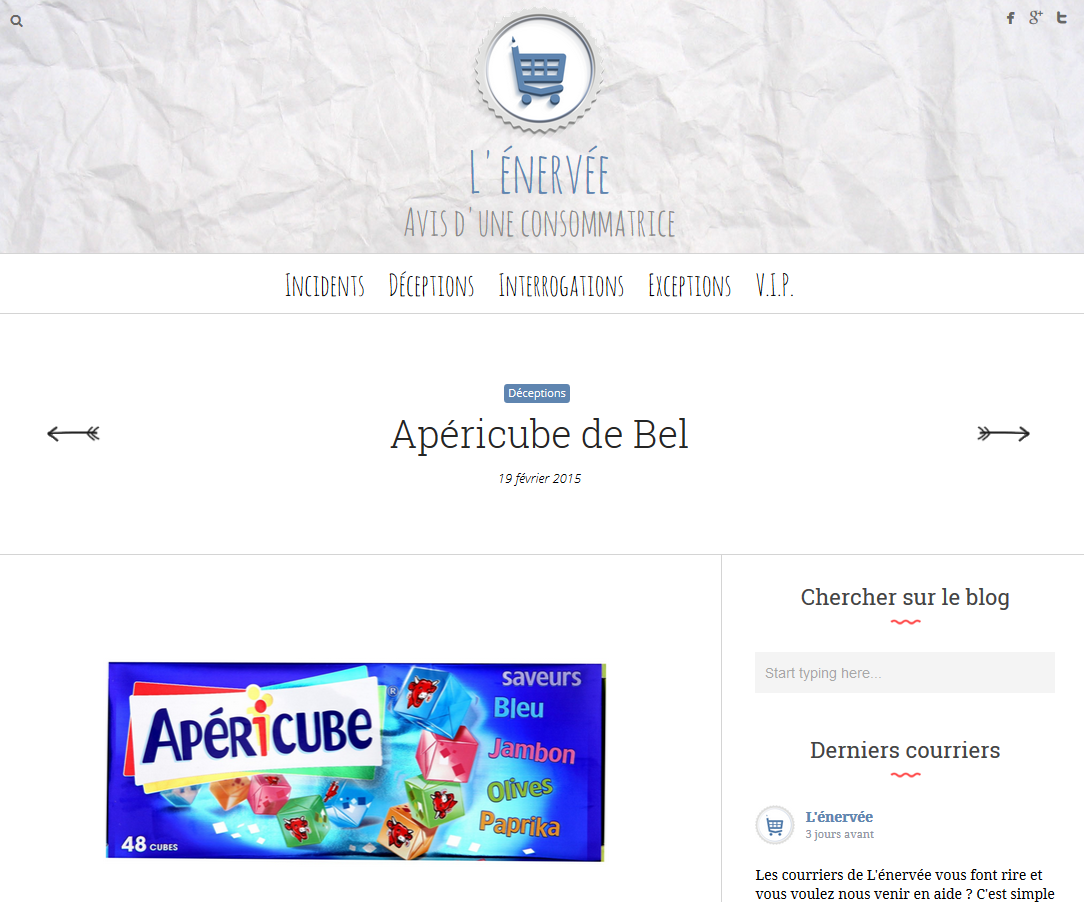 L'énervée
Avis d'une consommatrice
Incidents Déceptions Interrogations Exceptions V.I.P.
Déceptions
Apéricube de Bel
19 février 2015
saveurs
Bleu
Jambon
Olives
Paprika
Apéricube
48 CUBES
Chercher sur le blog
Start typing here...
Derniers courriers
L'énervée
3 jours avant
Les courriers de L'énervée vous font rire et
vous voulez nous venir en aide ? C'est simple